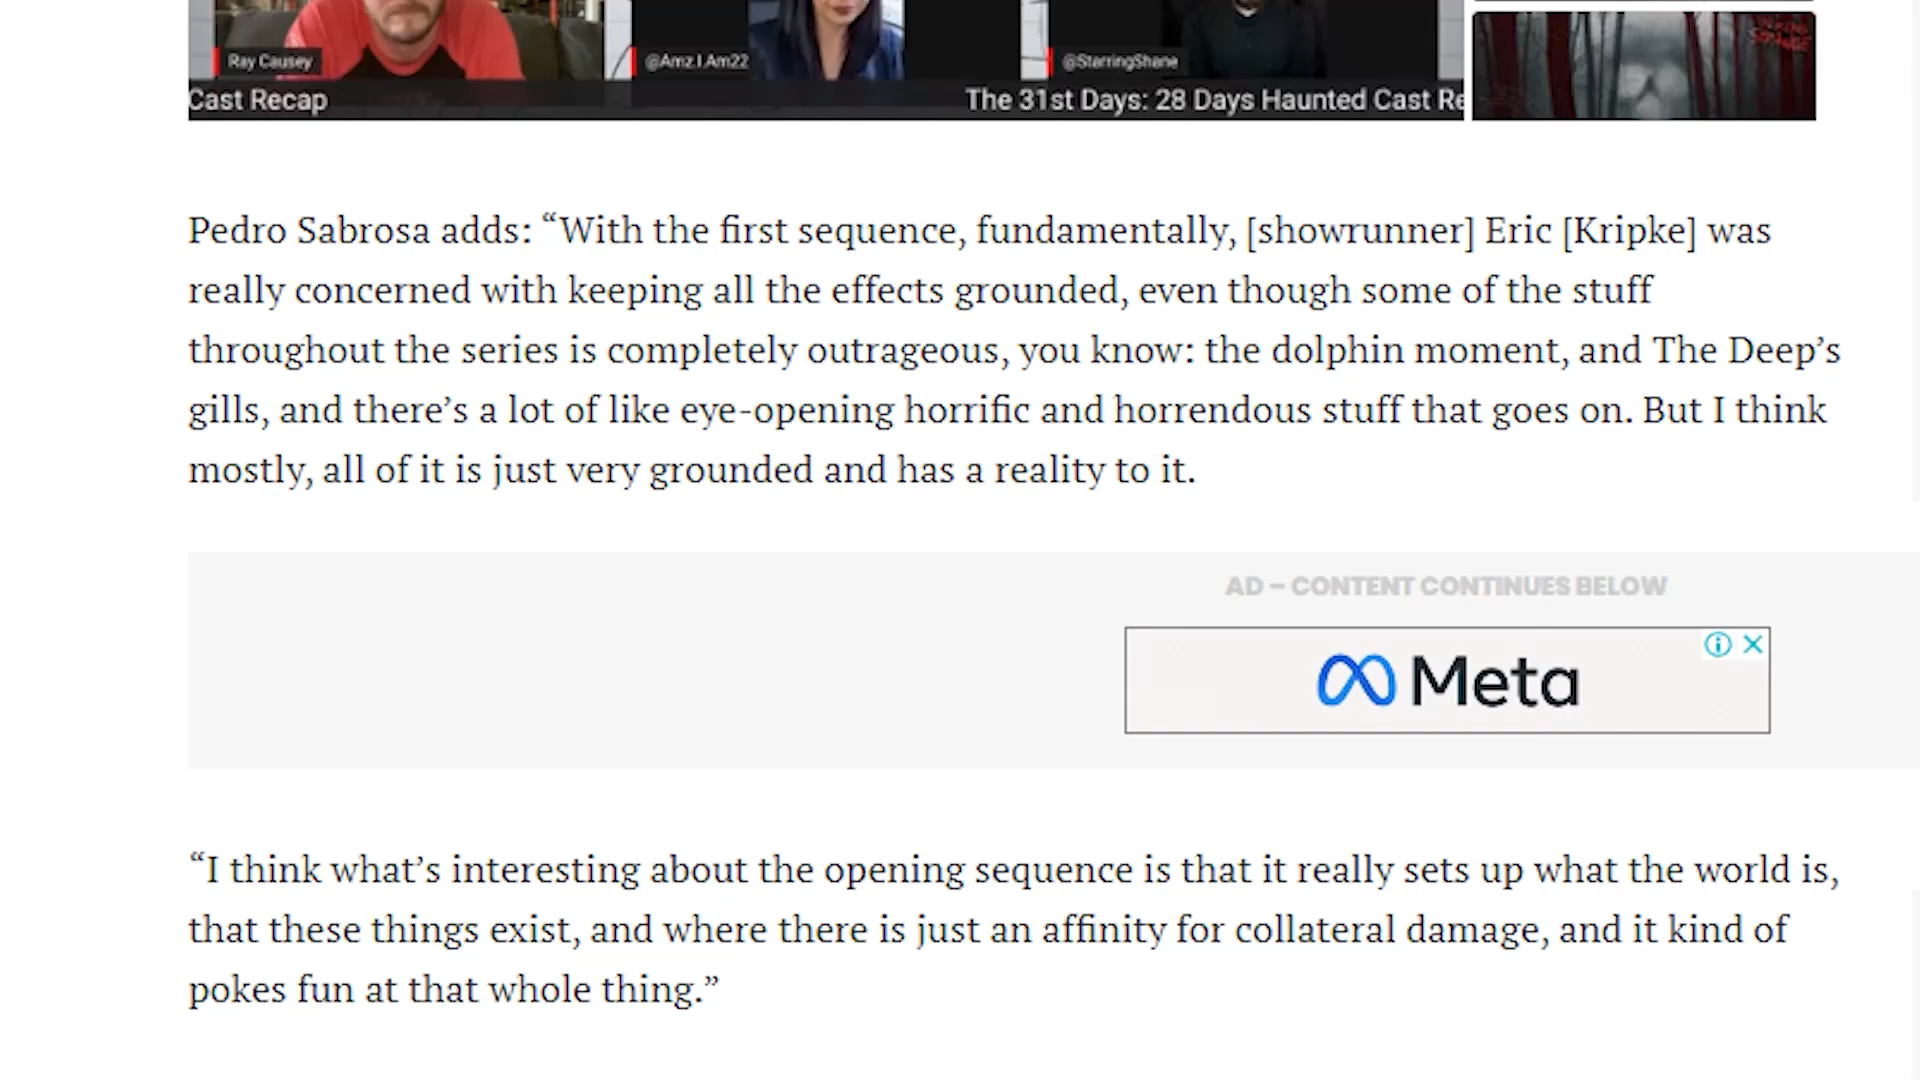 Ray Causey
@Amz.I.Am22
@StarringShane
Cast Recap
The 31st Days: 28 Days Haunted Cast Re
Pedro Sabrosa adds: “With the first sequence, fundamentally, [showrunner] Eric [Kripke] was
really concerned with keeping all the effects grounded, even though some of the stuff
throughout the series is completely outrageous, you know: the dolphin moment, and The Deep’s
gills, and there’s a lot of like eye-opening horrific and horrendous stuff that goes on. But I think
mostly, all of it is just very grounded and has a reality to it.
AD – CONTENT CONTINUES BELOW
Meta
“I think what’s interesting about the opening sequence is that it really sets up what the world is,
that these things exist, and where there is just an affinity for collateral damage, and it kind of
pokes fun at that whole thing.”